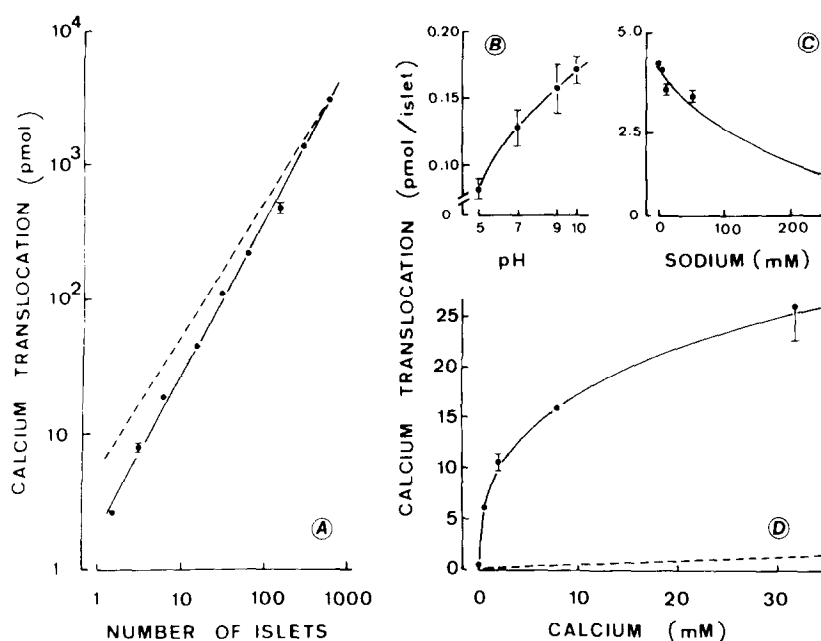 CALCIUM TRANSLOCATION (pmol)
10³
10²
10
1
1 10 100 1000
NUMBER OF ISLETS
A
CALCIUM TRANSLOCATION (pmol/islet)
0.20
0.15
0.10
0
5 7 9 10
pH
B
5.0
2.5
0
0 100 200
SODIUM (mM)
C
25
20
15
10
5
0
0 10 20 30
CALCIUM (mM)
D